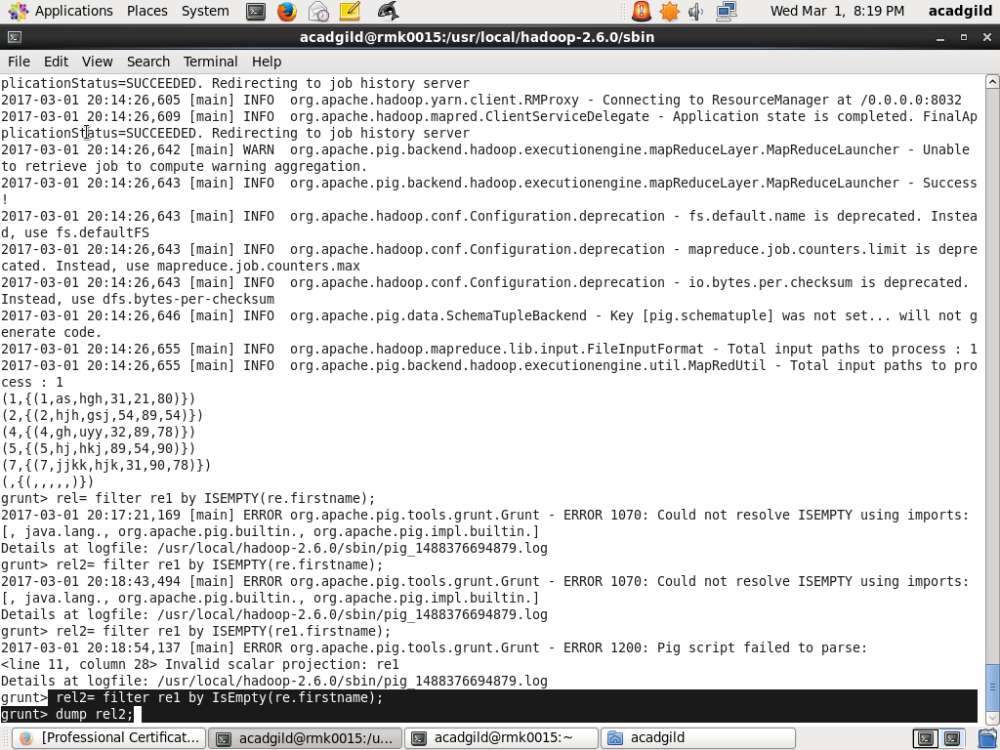 Applications Places System Wed Mar 1, 8:19 PM acadgild
acadgild@rmk0015:/usr/local/hadoop-2.6.0/sbin
File Edit View Search Terminal Help
plicationStatus=SUCCEEDED. Redirecting to job history server
2017-03-01 20:14:26,605 [main] INFO  org.apache.hadoop.yarn.client.RMProxy - Connecting to ResourceManager at /0.0.0.0:8032
2017-03-01 20:14:26,609 [main] INFO  org.apache.hadoop.mapred.ClientServiceDelegate - Application state is completed. FinalAp
plicationStatus=SUCCEEDED. Redirecting to job history server
2017-03-01 20:14:26,642 [main] WARN  org.apache.pig.backend.hadoop.executionengine.mapReduceLayer.MapReduceLauncher - Unable
to retrieve job to compute warning aggregation.
2017-03-01 20:14:26,643 [main] INFO  org.apache.pig.backend.hadoop.executionengine.mapReduceLayer.MapReduceLauncher - Success
!
2017-03-01 20:14:26,643 [main] INFO  org.apache.hadoop.conf.Configuration.deprecation - fs.default.name is deprecated. Instea
d, use fs.defaultFS
2017-03-01 20:14:26,643 [main] INFO  org.apache.hadoop.conf.Configuration.deprecation - mapreduce.job.counters.limit is depre
cated. Instead, use mapreduce.job.counters.max
2017-03-01 20:14:26,643 [main] INFO  org.apache.hadoop.conf.Configuration.deprecation - io.bytes.per.checksum is deprecated.
Instead, use dfs.bytes-per-checksum
2017-03-01 20:14:26,646 [main] INFO  org.apache.pig.data.SchemaTupleBackend - Key [pig.schematuple] was not set... will not g
enerate code.
2017-03-01 20:14:26,655 [main] INFO  org.apache.hadoop.mapreduce.lib.input.FileInputFormat - Total input paths to process : 1
2017-03-01 20:14:26,655 [main] INFO  org.apache.pig.backend.hadoop.executionengine.util.MapRedUtil - Total input paths to pro
cess : 1
(1,{(1,as,hgh,31,21,80)})
(2,{(2,hjh,gsj,54,89,54)})
(4,{(4,gh,uyy,32,89,78)})
(5,{(5,hj,hkj,89,54,90)})
(7,{(7,jjkk,hjk,31,90,78)})
(,{(,,,,,)})
grunt> rel= filter re1 by ISEMPTY(re.firstname);
2017-03-01 20:17:21,169 [main] ERROR org.apache.pig.tools.grunt.Grunt - ERROR 1070: Could not resolve ISEMPTY using imports:
[, java.lang., org.apache.pig.builtin., org.apache.pig.impl.builtin.]
Details at logfile: /usr/local/hadoop-2.6.0/sbin/pig_1488376694879.log
grunt> rel2= filter re1 by ISEMPTY(re.firstname);
2017-03-01 20:18:43,494 [main] ERROR org.apache.pig.tools.grunt.Grunt - ERROR 1070: Could not resolve ISEMPTY using imports:
[, java.lang., org.apache.pig.builtin., org.apache.pig.impl.builtin.]
Details at logfile: /usr/local/hadoop-2.6.0/sbin/pig_1488376694879.log
grunt> rel2= filter re1 by ISEMPTY(re1.firstname);
2017-03-01 20:18:54,137 [main] ERROR org.apache.pig.tools.grunt.Grunt - ERROR 1200: Pig script failed to parse:
<line 11, column 28> Invalid scalar projection: re1
Details at logfile: /usr/local/hadoop-2.6.0/sbin/pig_1488376694879.log
grunt> rel2= filter re1 by IsEmpty(re.firstname);
grunt> dump rel2;
[Professional Certificat... acadgild@rmk0015:/u... acadgild@rmk0015:~ acadgild